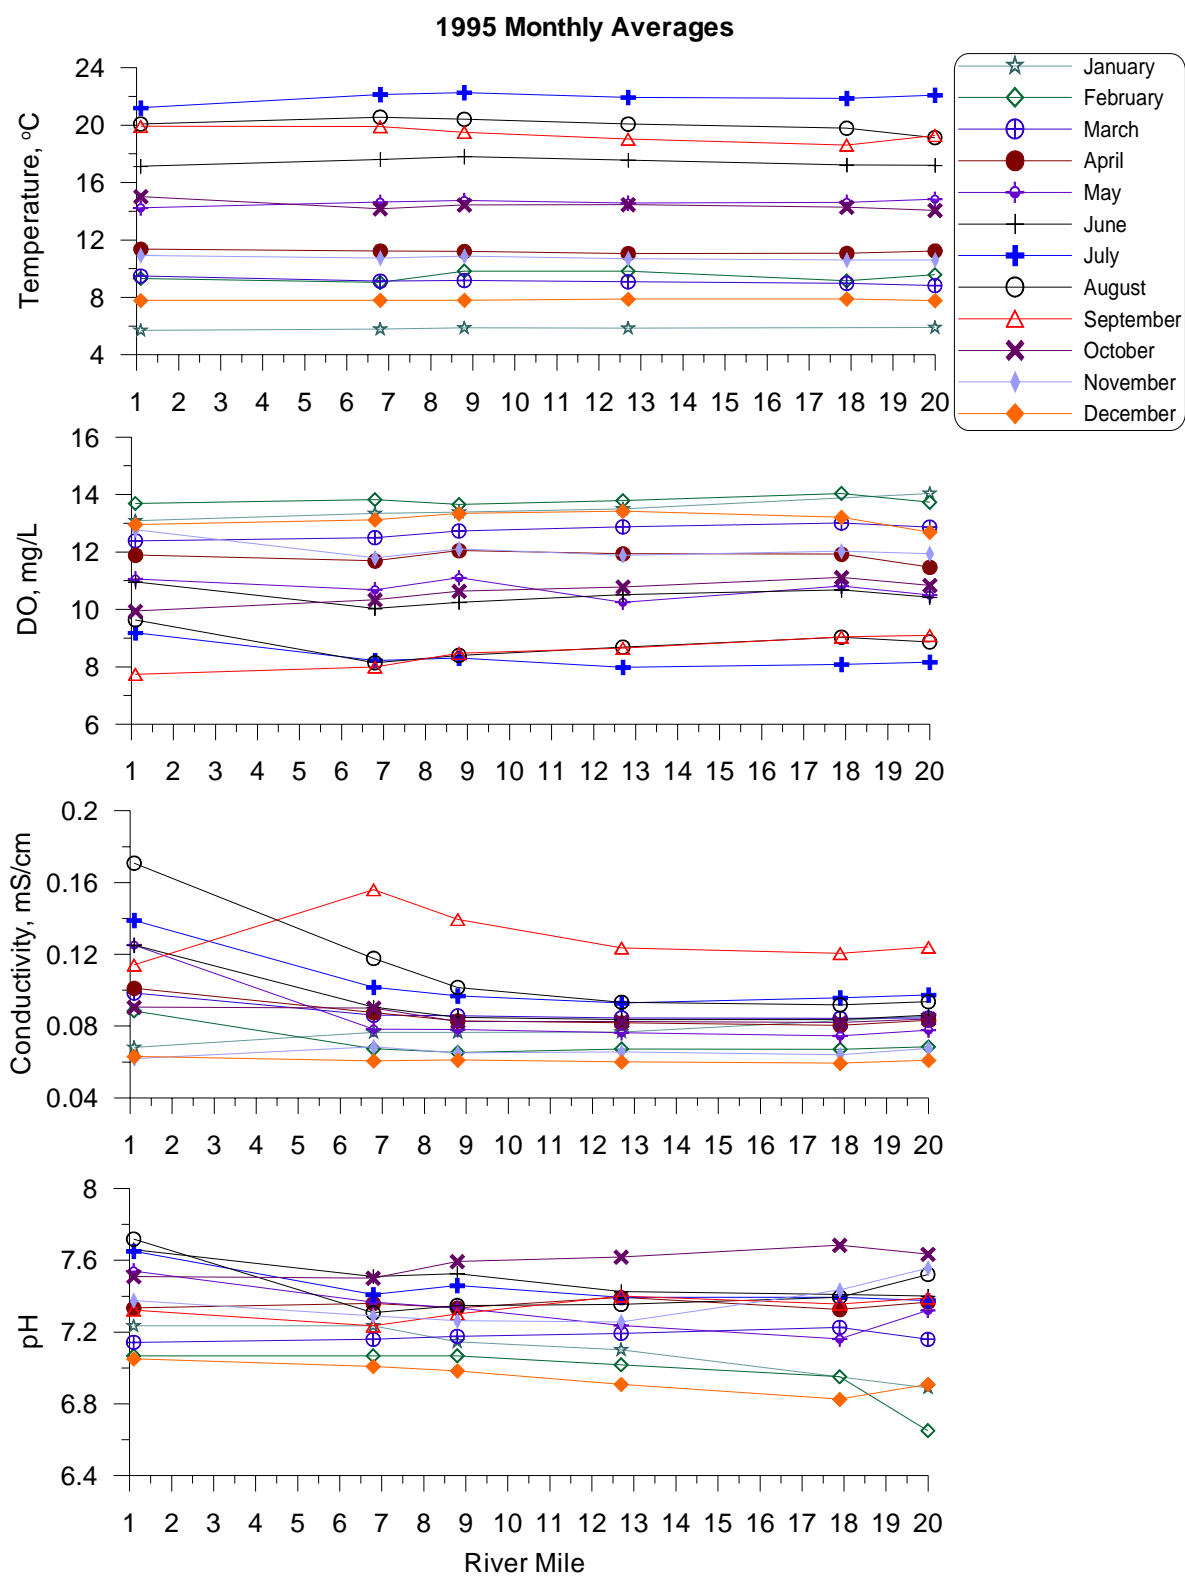 1995 Monthly Averages
24
20
16
12
8
4
Temperature, °C
1 2 3 4 5 6 7 8 9 10 11 12 13 14 15 16 17 18 19 20
January
February
March
April
May
June
July
August
September
October
November
December
16
14
12
10
8
6
DO, mg/L
1 2 3 4 5 6 7 8 9 10 11 12 13 14 15 16 17 18 19 20
0.2
0.16
0.12
0.08
0.04
Conductivity, mS/cm
1 2 3 4 5 6 7 8 9 10 11 12 13 14 15 16 17 18 19 20
8
7.6
7.2
6.8
6.4
pH
1 2 3 4 5 6 7 8 9 10 11 12 13 14 15 16 17 18 19 20
River Mile